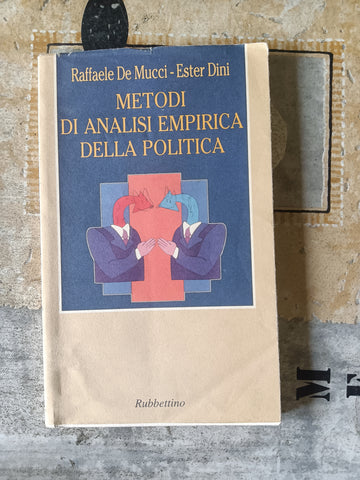 Raffaele De Mucci - Ester Dini
METODI
DI ANALISI EMPIRICA
DELLA POLITICA
Rubbettino
M